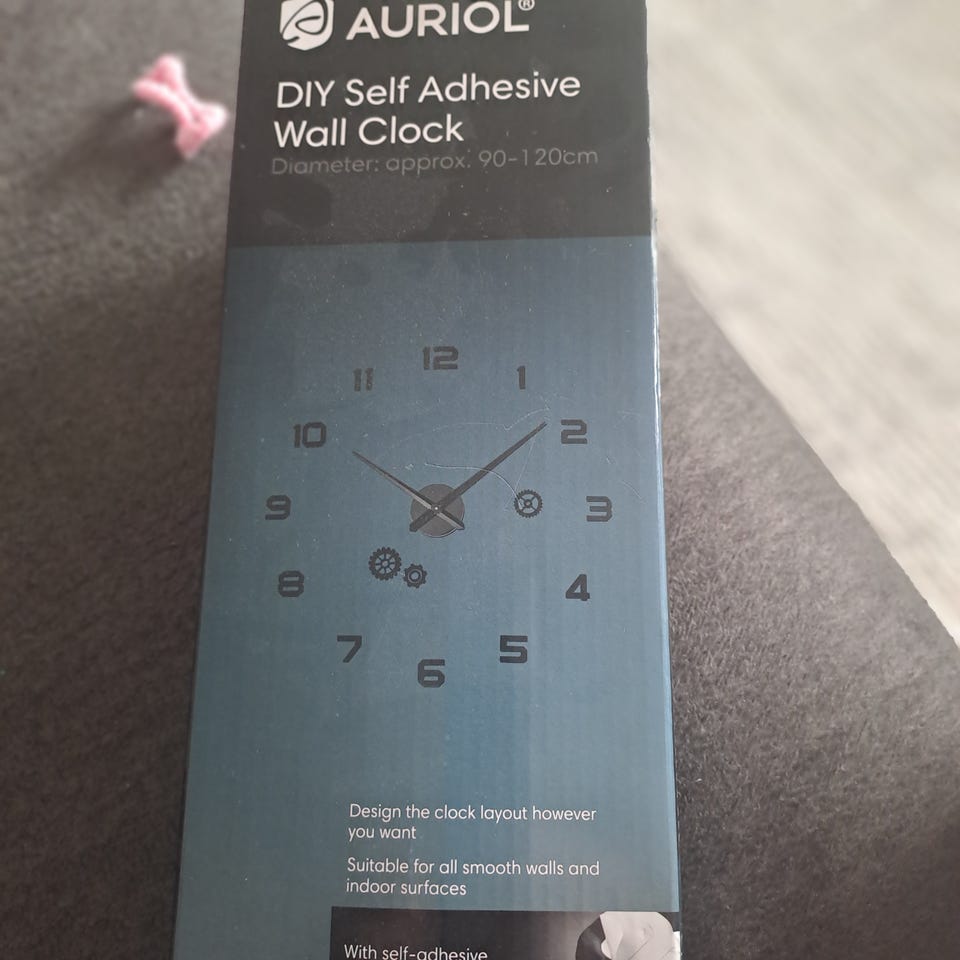 AURIOL®
DIY Self Adhesive
Wall Clock
Diameter: approx. 90-120cm
12
11
1
10
2
9
3
8
4
7
5
6
Design the clock layout however
you want
Suitable for all smooth walls and
indoor surfaces
With self-adhesive